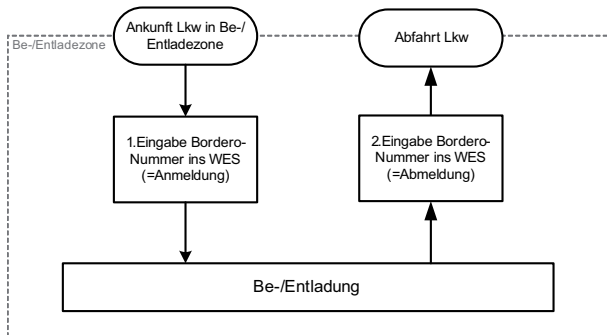 Be-/Entladezone
Ankunft Lkw in Be-/
Entladezone
Abfahrt Lkw
1.Eingabe Bordero-
Nummer ins WES
(=Anmeldung)
2.Eingabe Bordero-
Nummer ins WES
(=Abmeldung)
Be-/Entladung